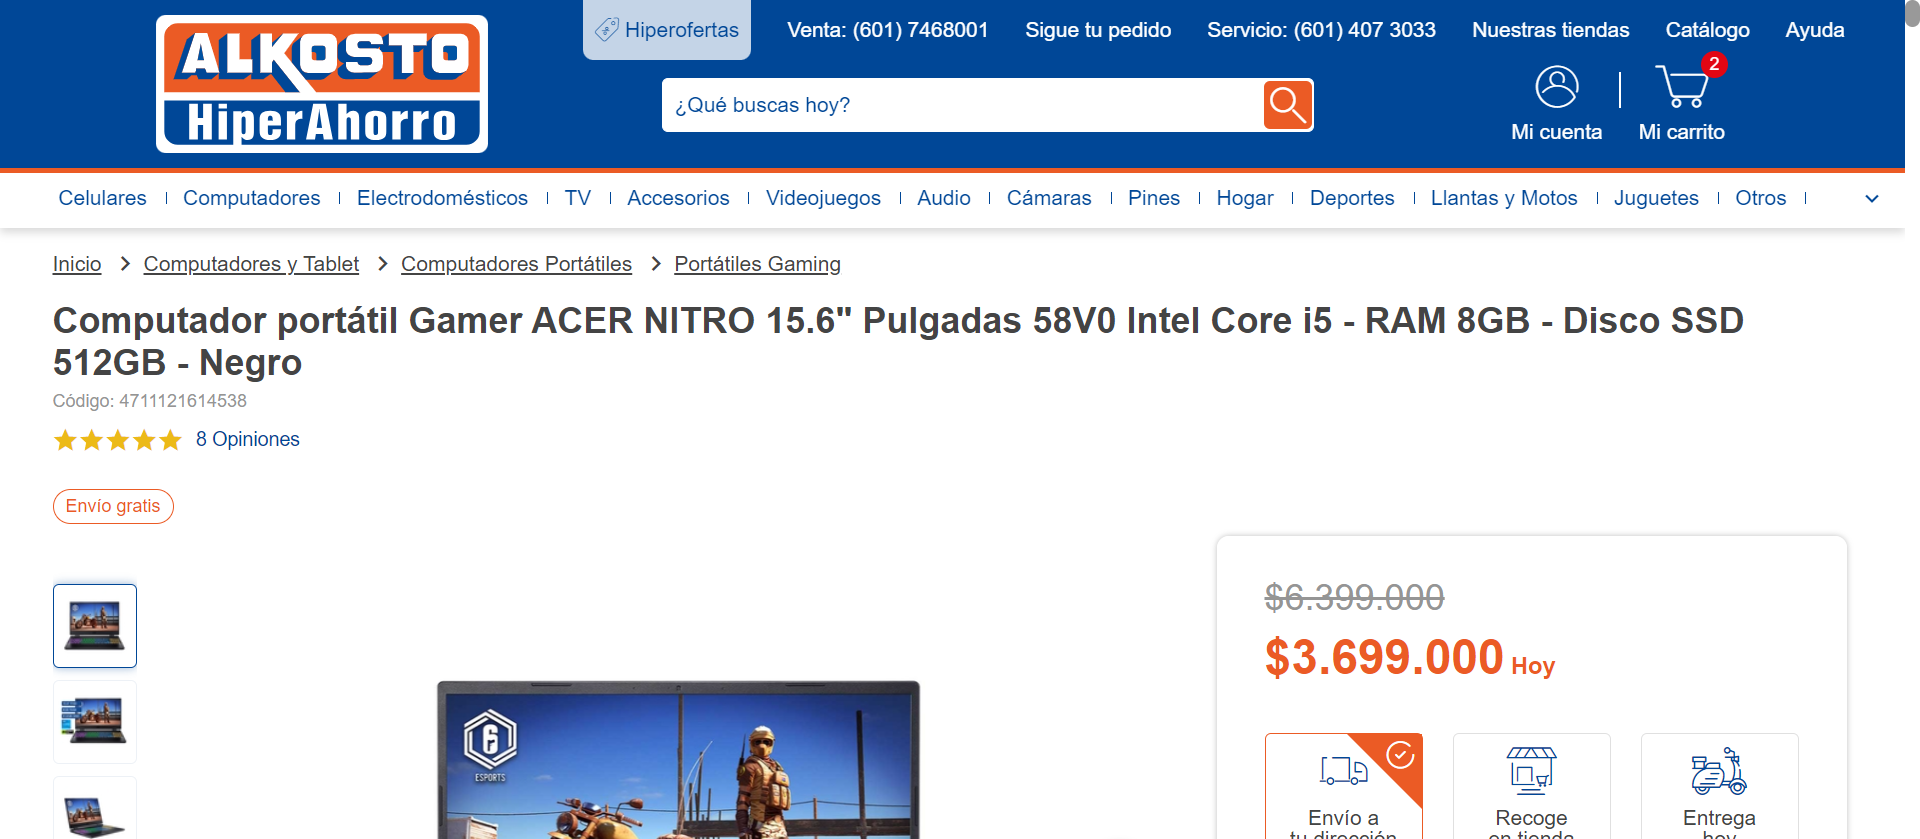 Hiperofertas
Venta: (601) 7468001
Sigue tu pedido
Servicio: (601) 407 3033
Nuestras tiendas
Catálogo
Ayuda
ALKOSTO
HiperAhorro
¿Qué buscas hoy?
2
Mi cuenta
Mi carrito
Celulares
Computadores
Electrodomésticos
TV
Accesorios
Videojuegos
Audio
Cámaras
Pines
Hogar
Deportes
Llantas y Motos
Juguetes
Otros
Inicio
Computadores y Tablet
Computadores Portátiles
Portátiles Gaming
Computador portátil Gamer ACER NITRO 15.6" Pulgadas 58V0 Intel Core i5 - RAM 8GB - Disco SSD
512GB - Negro
Código: 4711121614538
8 Opiniones
Envío gratis
$6.399.000
$3.699.000 Hoy
6
ESPORTS
Envío a
tu dirección
Recoge
en tienda
Entrega
hoy